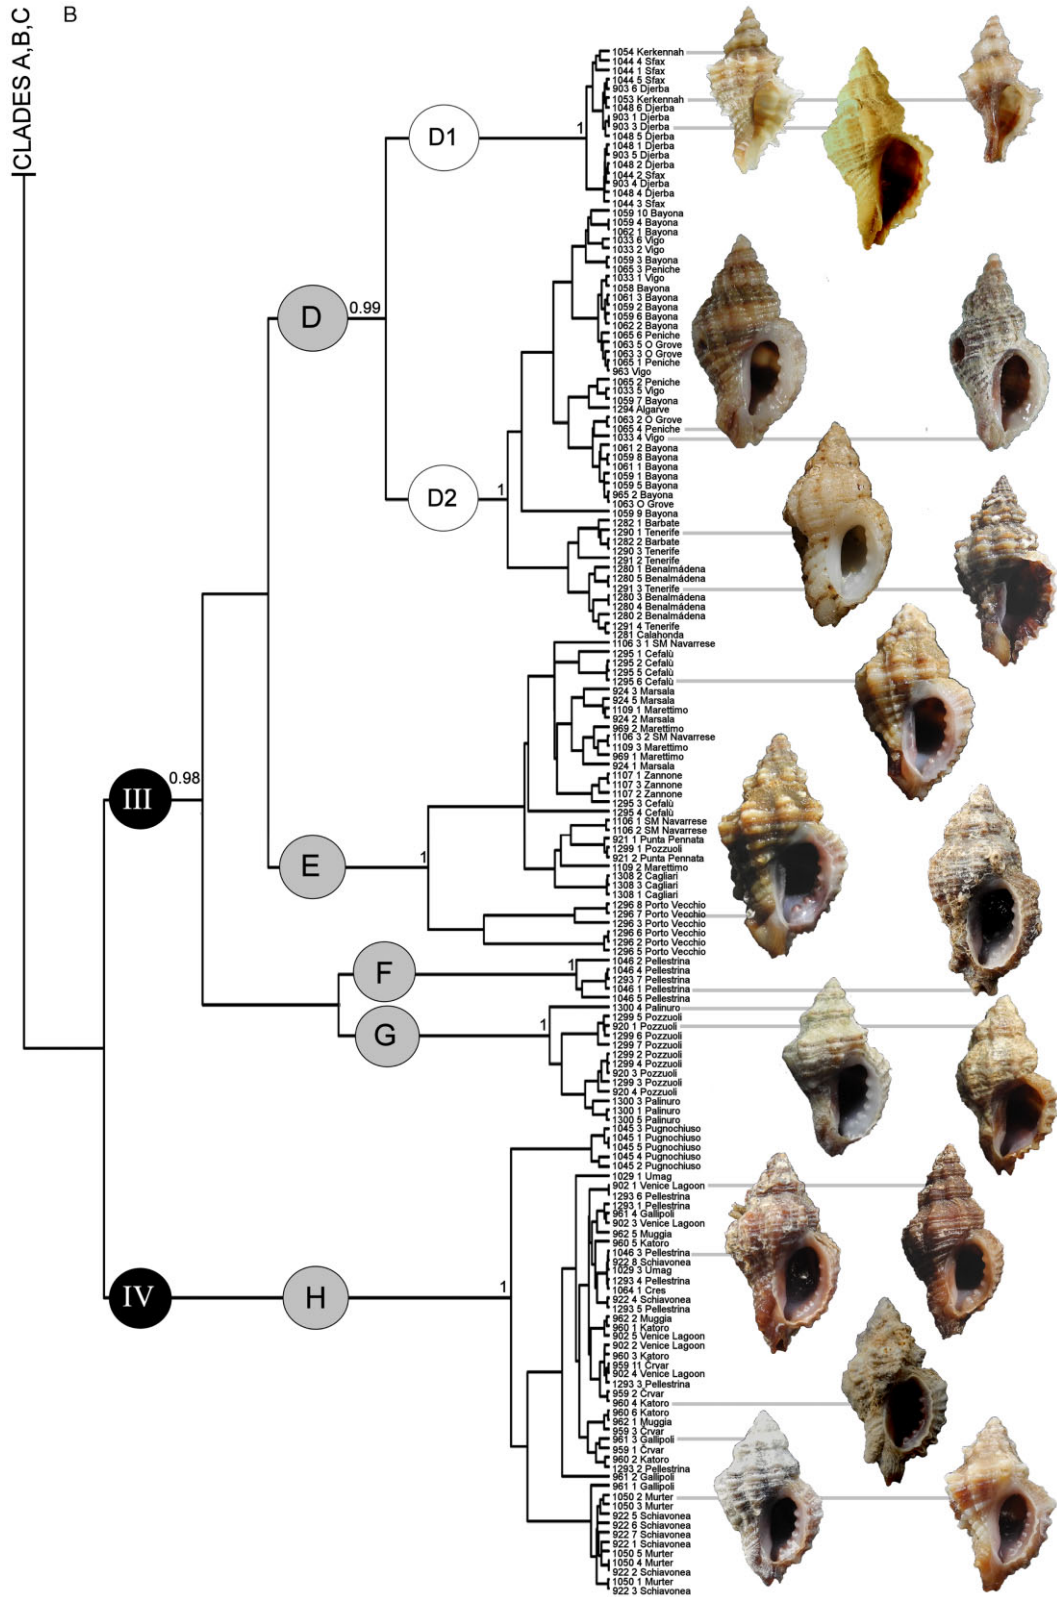 CLADES A,B,C
B
1054 Kerkennah
1044 4 Sfax
1044 1 Sfax
1044 5 Sfax
903 6 Djerba
1053 Kerkennah
1048 6 Djerba
903 1 Djerba
903 3 Djerba
1048 5 Djerba
1048 1 Djerba
903 5 Djerba
1048 2 Djerba
1044 2 Sfax
903 4 Djerba
1048 4 Djerba
1044 3 Sfax
1
D1
1059 10 Bayona
1059 4 Bayona
1062 1 Bayona
1033 6 Vigo
1033 2 Vigo
1059 3 Bayona
1065 3 Peniche
1033 1 Vigo
1058 Bayona
1061 3 Bayona
1059 2 Bayona
1059 6 Bayona
1062 2 Bayona
1065 6 Peniche
1063 5 O Grove
1063 3 O Grove
1065 1 Peniche
963 Vigo
D
0.99
1065 2 Peniche
1033 5 Vigo
1059 7 Bayona
1294 Algarve
1063 2 O Grove
1065 4 Peniche
1033 4 Vigo
1061 2 Bayona
1059 8 Bayona
1061 1 Bayona
1059 1 Bayona
1059 5 Bayona
965 2 Bayona
1063 O Grove
1059 9 Bayona
D2
1
1282 1 Barbate
1290 1 Tenerife
1282 2 Barbate
1290 3 Tenerife
1291 2 Tenerife
1280 1 Benalmádena
1280 5 Benalmádena
1291 3 Tenerife
1280 3 Benalmádena
1280 4 Benalmádena
1280 2 Benalmádena
1291 4 Tenerife
1281 Calahonda
1106 3 1 SM Navarrese
1295 1 Cefalù
1295 2 Cefalù
1295 5 Cefalù
1295 6 Cefalù
924 3 Marsala
924 5 Marsala
1109 1 Marettimo
924 2 Marsala
969 2 Marettimo
1106 3 2 SM Navarrese
1109 3 Marettimo
969 1 Marettimo
924 1 Marsala
1107 1 Zannone
1107 3 Zannone
1107 2 Zannone
1295 3 Cefalù
1295 4 Cefalù
III
0.98
1106 1 SM Navarrese
1106 2 SM Navarrese
921 1 Punta Pennata
1299 1 Pozzuoli
921 2 Punta Pennata
1109 2 Marettimo
1308 2 Cagliari
1308 3 Cagliari
1308 1 Cagliari
E
1
1296 8 Porto Vecchio
1296 7 Porto Vecchio
1296 3 Porto Vecchio
1296 6 Porto Vecchio
1296 2 Porto Vecchio
1296 5 Porto Vecchio
1046 2 Pellestrina
1046 4 Pellestrina
1293 7 Pellestrina
1046 1 Pellestrina
1046 5 Pellestrina
F
1
1300 4 Palinuro
1299 5 Pozzuoli
920 1 Pozzuoli
1299 6 Pozzuoli
1299 7 Pozzuoli
1299 2 Pozzuoli
1299 4 Pozzuoli
920 3 Pozzuoli
1299 3 Pozzuoli
920 4 Pozzuoli
1300 3 Palinuro
1300 1 Palinuro
1300 5 Palinuro
G
1
1045 3 Pugnochiuso
1045 1 Pugnochiuso
1045 5 Pugnochiuso
1045 4 Pugnochiuso
1045 2 Pugnochiuso
1029 1 Umag
902 1 Venice Lagoon
1293 6 Pellestrina
1293 1 Pellestrina
961 4 Gallipoli
902 3 Venice Lagoon
962 5 Muggia
960 5 Katoro
1046 3 Pellestrina
922 8 Schiavonea
1029 3 Umag
1293 4 Pellestrina
1064 1 Cres
922 4 Schiavonea
1293 5 Pellestrina
IV
H
1
962 2 Muggia
960 1 Katoro
902 5 Venice Lagoon
902 2 Venice Lagoon
960 3 Katoro
959 11 Črvar
902 4 Venice Lagoon
1293 3 Pellestrina
959 2 Črvar
960 4 Katoro
960 6 Katoro
962 1 Muggia
959 3 Črvar
961 3 Gallipoli
959 1 Črvar
960 2 Katoro
1293 2 Pellestrina
961 2 Gallipoli
961 1 Gallipoli
1050 2 Murter
1050 3 Murter
922 5 Schiavonea
922 6 Schiavonea
922 7 Schiavonea
922 1 Schiavonea
1050 5 Murter
1050 4 Murter
922 2 Schiavonea
1050 1 Murter
922 3 Schiavonea